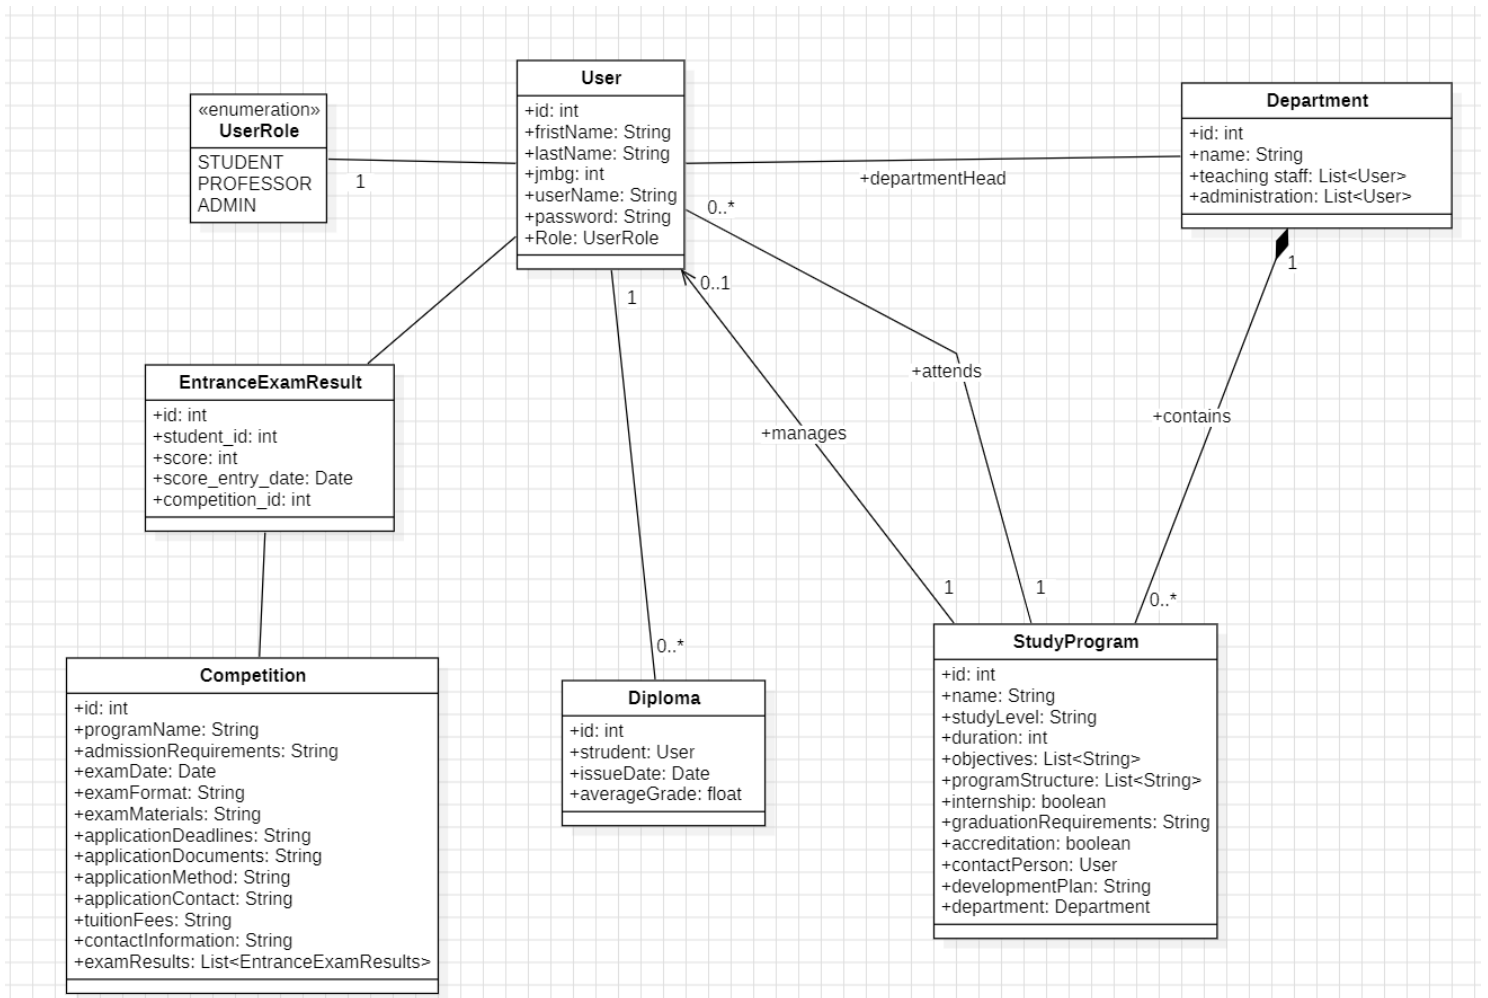 «enumeration»
UserRole
STUDENT
PROFESSOR
ADMIN
1
User
+id: int
+fristName: String
+lastName: String
+jmbg: int
+userName: String
+password: String
+Role: UserRole
+departmentHead
Department
+id: int
+name: String
+teaching staff: List<User>
+administration: List<User>
0..*
0..1
1
1
+attends
+manages
+contains
1
1
0..*
0..*
EntranceExamResult
+id: int
+student_id: int
+score: int
+score_entry_date: Date
+competition_id: int
Competition
+id: int
+programName: String
+admissionRequirements: String
+examDate: Date
+examFormat: String
+examMaterials: String
+applicationDeadlines: String
+applicationDocuments: String
+applicationMethod: String
+applicationContact: String
+tuitionFees: String
+contactInformation: String
+examResults: List<EntranceExamResults>
Diploma
+id: int
+strudent: User
+issueDate: Date
+averageGrade: float
StudyProgram
+id: int
+name: String
+studyLevel: String
+duration: int
+objectives: List<String>
+programStructure: List<String>
+internship: boolean
+graduationRequirements: String
+accreditation: boolean
+contactPerson: User
+developmentPlan: String
+department: Department